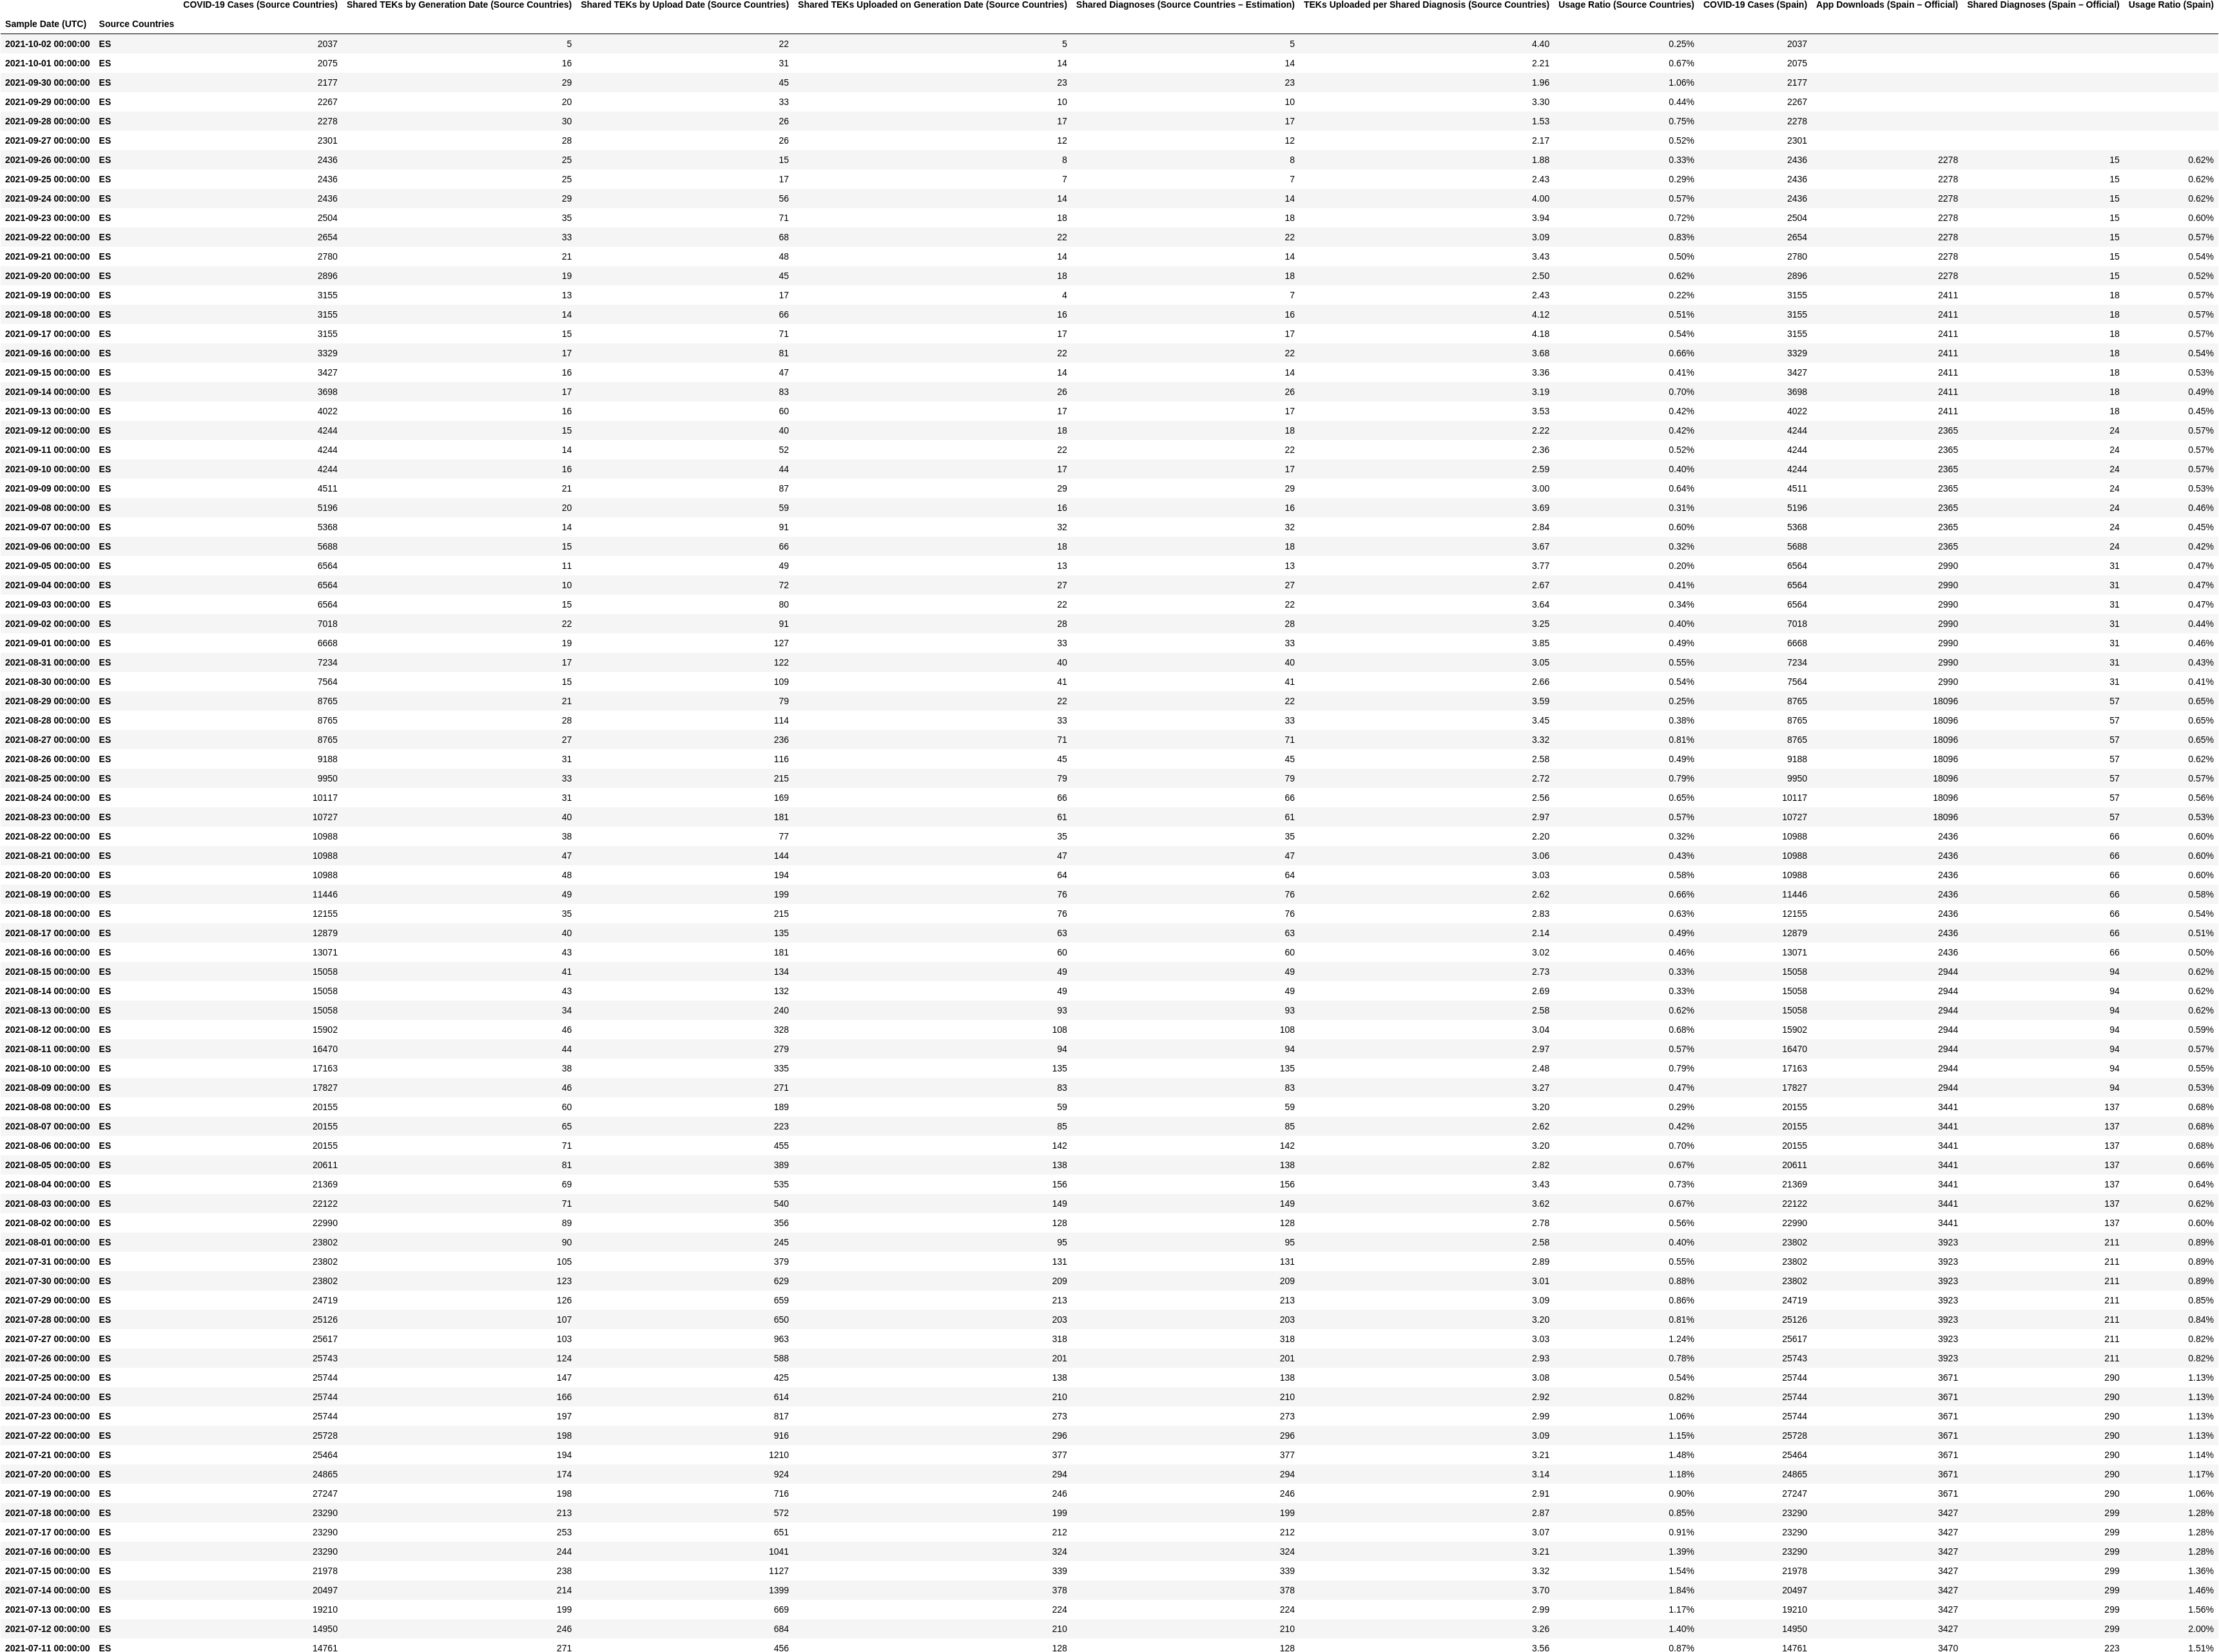 COVID-19 Cases (Source Countries) Shared TEKs by Generation Date (Source Countries) Shared TEKs by Upload Date (Source Countries) Shared TEKs Uploaded on Generation Date (Source Countries) Shared Diagnoses (Source Countries – Estimation) TEKs Uploaded per Shared Diagnosis (Source Countries) Usage Ratio (Source Countries) COVID-19 Cases (Spain) App Downloads (Spain – Official) Shared Diagnoses (Spain – Official) Usage Ratio (Spain)
Sample Date (UTC) Source Countries
2021-10-02 00:00:00 ES 2037 5 22 5 5 4.40 0.25% 2037
2021-10-01 00:00:00 ES 2075 16 31 14 14 2.21 0.67% 2075
2021-09-30 00:00:00 ES 2177 29 45 23 23 1.96 1.06% 2177
2021-09-29 00:00:00 ES 2267 20 33 10 10 3.30 0.44% 2267
2021-09-28 00:00:00 ES 2278 30 26 17 17 1.53 0.75% 2278
2021-09-27 00:00:00 ES 2301 28 26 12 12 2.17 0.52% 2301
2021-09-26 00:00:00 ES 2436 25 15 8 8 1.88 0.33% 2436 2278 15 0.62%
2021-09-25 00:00:00 ES 2436 25 17 7 7 2.43 0.29% 2436 2278 15 0.62%
2021-09-24 00:00:00 ES 2436 29 56 14 14 4.00 0.57% 2436 2278 15 0.62%
2021-09-23 00:00:00 ES 2504 35 71 18 18 3.94 0.72% 2504 2278 15 0.60%
2021-09-22 00:00:00 ES 2654 33 68 22 22 3.09 0.83% 2654 2278 15 0.57%
2021-09-21 00:00:00 ES 2780 21 48 14 14 3.43 0.50% 2780 2278 15 0.54%
2021-09-20 00:00:00 ES 2896 19 45 18 18 2.50 0.62% 2896 2278 15 0.52%
2021-09-19 00:00:00 ES 3155 13 17 4 7 2.43 0.22% 3155 2411 18 0.57%
2021-09-18 00:00:00 ES 3155 14 66 16 16 4.12 0.51% 3155 2411 18 0.57%
2021-09-17 00:00:00 ES 3155 15 71 17 17 4.18 0.54% 3155 2411 18 0.57%
2021-09-16 00:00:00 ES 3329 17 81 22 22 3.68 0.66% 3329 2411 18 0.54%
2021-09-15 00:00:00 ES 3427 16 47 14 14 3.36 0.41% 3427 2411 18 0.53%
2021-09-14 00:00:00 ES 3698 17 83 26 26 3.19 0.70% 3698 2411 18 0.49%
2021-09-13 00:00:00 ES 4022 16 60 17 17 3.53 0.42% 4022 2411 18 0.45%
2021-09-12 00:00:00 ES 4244 15 40 18 18 2.22 0.42% 4244 2365 24 0.57%
2021-09-11 00:00:00 ES 4244 14 52 22 22 2.36 0.52% 4244 2365 24 0.57%
2021-09-10 00:00:00 ES 4244 16 44 17 17 2.59 0.40% 4244 2365 24 0.57%
2021-09-09 00:00:00 ES 4511 21 87 29 29 3.00 0.64% 4511 2365 24 0.53%
2021-09-08 00:00:00 ES 5196 20 59 16 16 3.69 0.31% 5196 2365 24 0.46%
2021-09-07 00:00:00 ES 5368 14 91 32 32 2.84 0.60% 5368 2365 24 0.45%
2021-09-06 00:00:00 ES 5688 15 66 18 18 3.67 0.32% 5688 2365 24 0.42%
2021-09-05 00:00:00 ES 6564 11 49 13 13 3.77 0.20% 6564 2990 31 0.47%
2021-09-04 00:00:00 ES 6564 10 72 27 27 2.67 0.41% 6564 2990 31 0.47%
2021-09-03 00:00:00 ES 6564 15 80 22 22 3.64 0.34% 6564 2990 31 0.47%
2021-09-02 00:00:00 ES 7018 22 91 28 28 3.25 0.40% 7018 2990 31 0.44%
2021-09-01 00:00:00 ES 6668 19 127 33 33 3.85 0.49% 6668 2990 31 0.46%
2021-08-31 00:00:00 ES 7234 17 122 40 40 3.05 0.55% 7234 2990 31 0.43%
2021-08-30 00:00:00 ES 7564 15 109 41 41 2.66 0.54% 7564 2990 31 0.41%
2021-08-29 00:00:00 ES 8765 21 79 22 22 3.59 0.25% 8765 18096 57 0.65%
2021-08-28 00:00:00 ES 8765 28 114 33 33 3.45 0.38% 8765 18096 57 0.65%
2021-08-27 00:00:00 ES 8765 27 236 71 71 3.32 0.81% 8765 18096 57 0.65%
2021-08-26 00:00:00 ES 9188 31 116 45 45 2.58 0.49% 9188 18096 57 0.62%
2021-08-25 00:00:00 ES 9950 33 215 79 79 2.72 0.79% 9950 18096 57 0.57%
2021-08-24 00:00:00 ES 10117 31 169 66 66 2.56 0.65% 10117 18096 57 0.56%
2021-08-23 00:00:00 ES 10727 40 181 61 61 2.97 0.57% 10727 18096 57 0.53%
2021-08-22 00:00:00 ES 10988 38 77 35 35 2.20 0.32% 10988 2436 66 0.60%
2021-08-21 00:00:00 ES 10988 47 144 47 47 3.06 0.43% 10988 2436 66 0.60%
2021-08-20 00:00:00 ES 10988 48 194 64 64 3.03 0.58% 10988 2436 66 0.60%
2021-08-19 00:00:00 ES 11446 49 199 76 76 2.62 0.66% 11446 2436 66 0.58%
2021-08-18 00:00:00 ES 12155 35 215 76 76 2.83 0.63% 12155 2436 66 0.54%
2021-08-17 00:00:00 ES 12879 40 135 63 63 2.14 0.49% 12879 2436 66 0.51%
2021-08-16 00:00:00 ES 13071 43 181 60 60 3.02 0.46% 13071 2436 66 0.50%
2021-08-15 00:00:00 ES 15058 41 134 49 49 2.73 0.33% 15058 2944 94 0.62%
2021-08-14 00:00:00 ES 15058 43 132 49 49 2.69 0.33% 15058 2944 94 0.62%
2021-08-13 00:00:00 ES 15058 34 240 93 93 2.58 0.62% 15058 2944 94 0.62%
2021-08-12 00:00:00 ES 15902 46 328 108 108 3.04 0.68% 15902 2944 94 0.59%
2021-08-11 00:00:00 ES 16470 44 279 94 94 2.97 0.57% 16470 2944 94 0.57%
2021-08-10 00:00:00 ES 17163 38 335 135 135 2.48 0.79% 17163 2944 94 0.55%
2021-08-09 00:00:00 ES 17827 46 271 83 83 3.27 0.47% 17827 2944 94 0.53%
2021-08-08 00:00:00 ES 20155 60 189 59 59 3.20 0.29% 20155 3441 137 0.68%
2021-08-07 00:00:00 ES 20155 65 223 85 85 2.62 0.42% 20155 3441 137 0.68%
2021-08-06 00:00:00 ES 20155 71 455 142 142 3.20 0.70% 20155 3441 137 0.68%
2021-08-05 00:00:00 ES 20611 81 389 138 138 2.82 0.67% 20611 3441 137 0.66%
2021-08-04 00:00:00 ES 21369 69 535 156 156 3.43 0.73% 21369 3441 137 0.64%
2021-08-03 00:00:00 ES 22122 71 540 149 149 3.62 0.67% 22122 3441 137 0.62%
2021-08-02 00:00:00 ES 22990 89 356 128 128 2.78 0.56% 22990 3441 137 0.60%
2021-08-01 00:00:00 ES 23802 90 245 95 95 2.58 0.40% 23802 3923 211 0.89%
2021-07-31 00:00:00 ES 23802 105 379 131 131 2.89 0.55% 23802 3923 211 0.89%
2021-07-30 00:00:00 ES 23802 123 629 209 209 3.01 0.88% 23802 3923 211 0.89%
2021-07-29 00:00:00 ES 24719 126 659 213 213 3.09 0.86% 24719 3923 211 0.85%
2021-07-28 00:00:00 ES 25126 107 650 203 203 3.20 0.81% 25126 3923 211 0.84%
2021-07-27 00:00:00 ES 25617 103 963 318 318 3.03 1.24% 25617 3923 211 0.82%
2021-07-26 00:00:00 ES 25743 124 588 201 201 2.93 0.78% 25743 3923 211 0.82%
2021-07-25 00:00:00 ES 25744 147 425 138 138 3.08 0.54% 25744 3671 290 1.13%
2021-07-24 00:00:00 ES 25744 166 614 210 210 2.92 0.82% 25744 3671 290 1.13%
2021-07-23 00:00:00 ES 25744 197 817 273 273 2.99 1.06% 25744 3671 290 1.13%
2021-07-22 00:00:00 ES 25728 198 916 296 296 3.09 1.15% 25728 3671 290 1.13%
2021-07-21 00:00:00 ES 25464 194 1210 377 377 3.21 1.48% 25464 3671 290 1.14%
2021-07-20 00:00:00 ES 24865 174 924 294 294 3.14 1.18% 24865 3671 290 1.17%
2021-07-19 00:00:00 ES 27247 198 716 246 246 2.91 0.90% 27247 3671 290 1.06%
2021-07-18 00:00:00 ES 23290 213 572 199 199 2.87 0.85% 23290 3427 299 1.28%
2021-07-17 00:00:00 ES 23290 253 651 212 212 3.07 0.91% 23290 3427 299 1.28%
2021-07-16 00:00:00 ES 23290 244 1041 324 324 3.21 1.39% 23290 3427 299 1.28%
2021-07-15 00:00:00 ES 21978 238 1127 339 339 3.32 1.54% 21978 3427 299 1.36%
2021-07-14 00:00:00 ES 20497 214 1399 378 378 3.70 1.84% 20497 3427 299 1.46%
2021-07-13 00:00:00 ES 19210 199 669 224 224 2.99 1.17% 19210 3427 299 1.56%
2021-07-12 00:00:00 ES 14950 246 684 210 210 3.26 1.40% 14950 3427 299 2.00%
2021-07-11 00:00:00 ES 14761 271 456 128 128 3.56 0.87% 14761 3470 223 1.51%